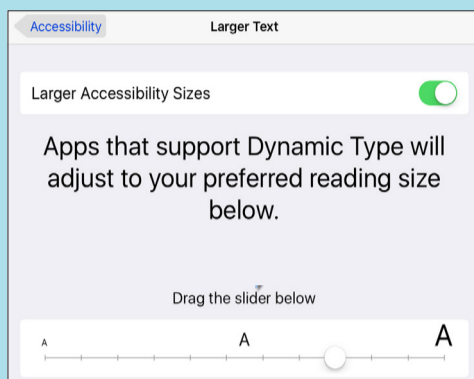 Accessibility Larger Text
Larger Accessibility Sizes
Apps that support Dynamic Type will
adjust to your preferred reading size
below.
Drag the slider below
A A A